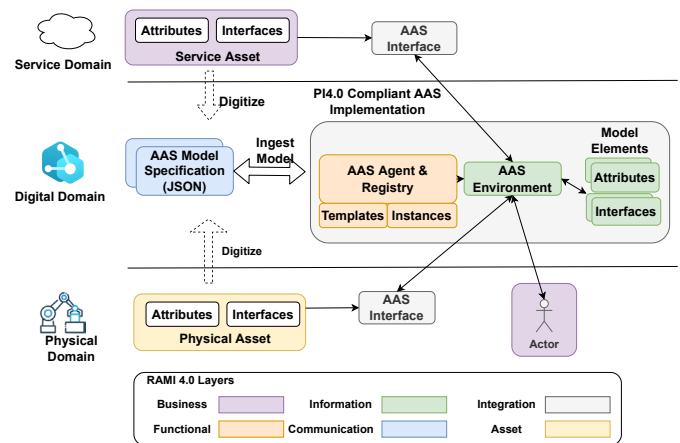 Attributes
Interfaces
Service Asset
AAS
Interface
Service Domain
Digitize
PI4.0 Compliant AAS
Implementation
Ingest
Model
AAS Model
Specification
(JSON)
AAS Agent &
Registry
Templates
Instances
AAS
Environment
Model
Elements
Attributes
Interfaces
Digital Domain
Digitize
Attributes
Interfaces
Physical Asset
AAS
Interface
Actor
Physical
Domain
RAMI 4.0 Layers
Business
Information
Integration
Functional
Communication
Asset